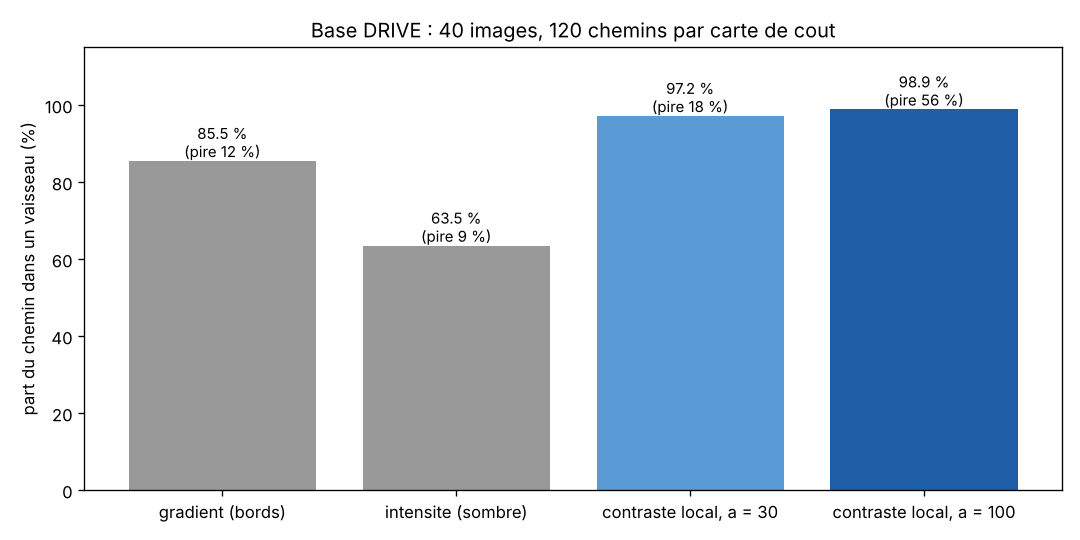 Base DRIVE : 40 images, 120 chemins par carte de cout
part du chemin dans un vaisseau (%)
100
80
60
40
20
0
85.5 %
(pire 12 %)
63.5 %
(pire 9 %)
97.2 %
(pire 18 %)
98.9 %
(pire 56 %)
gradient (bords)
intensite (sombre)
contraste local, a = 30
contraste local, a = 100